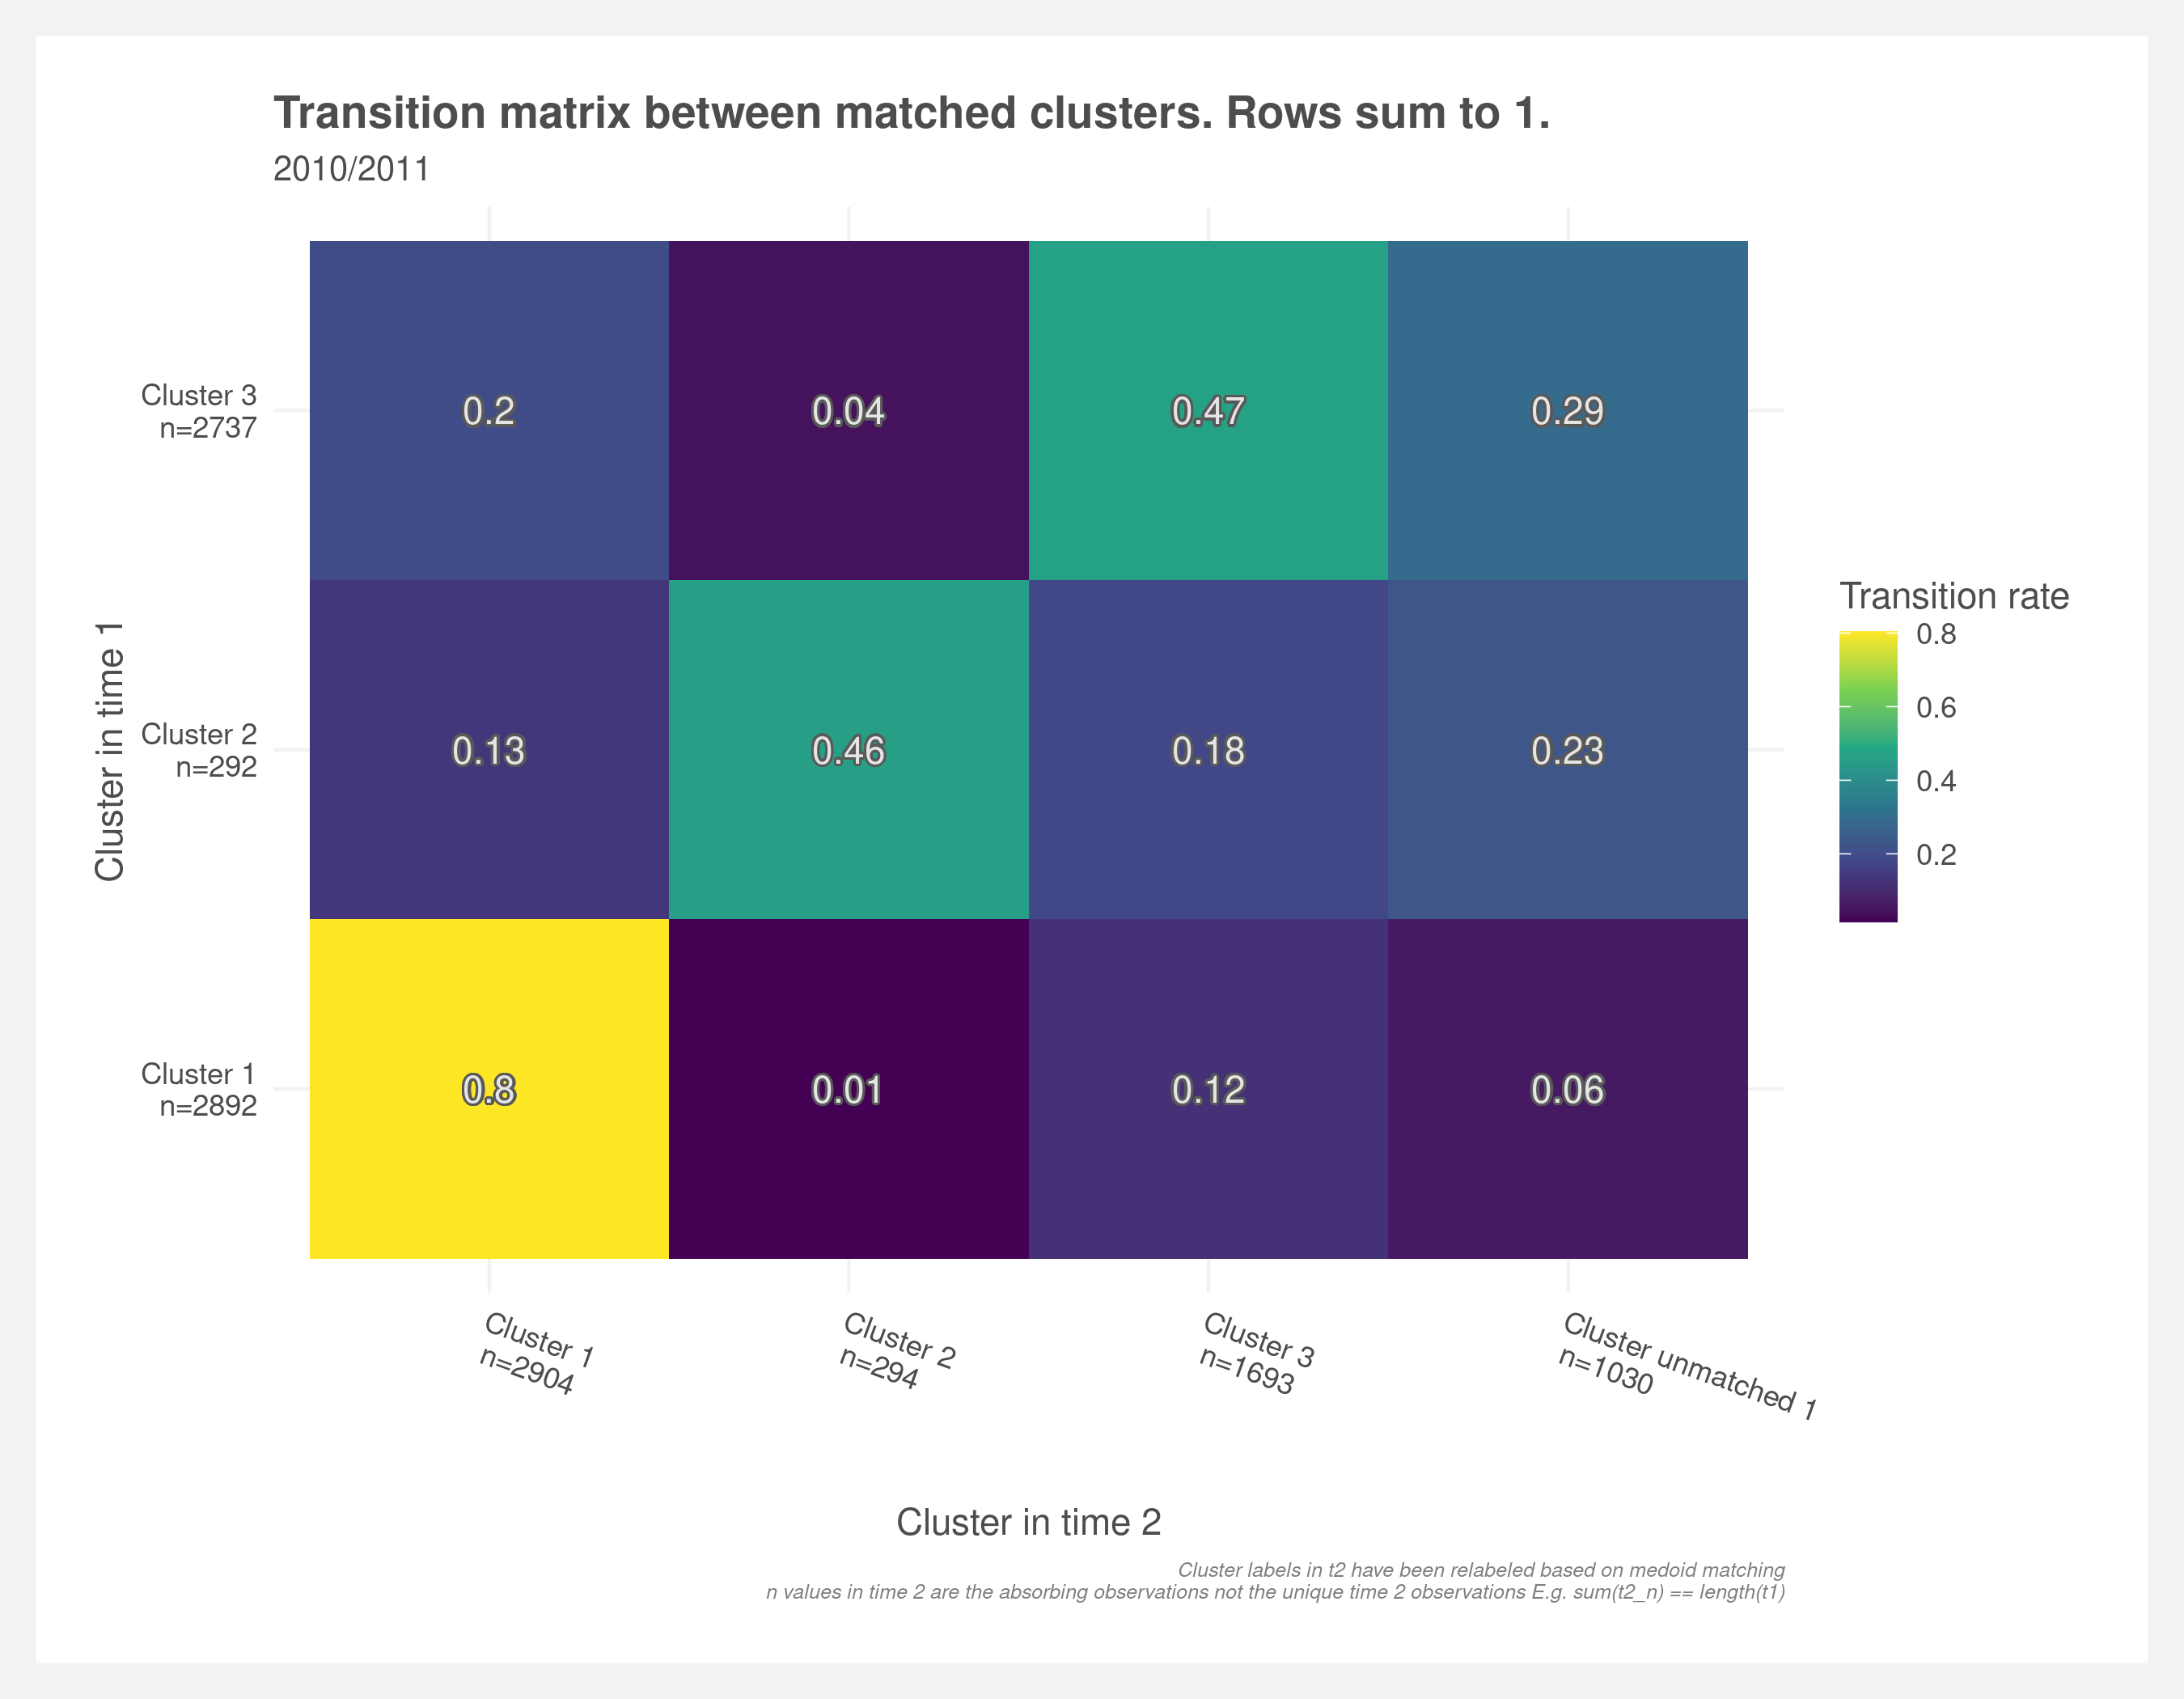 Transition matrix between matched clusters. Rows sum to 1.
2010/2011
Cluster in time 1
Cluster 3
n=2737
0.2
0.04
0.47
0.29
Cluster 2
n=292
0.13
0.46
0.18
0.23
Cluster 1
n=2892
0.8
0.01
0.12
0.06
Cluster 1
n=2904
Cluster 2
n=294
Cluster 3
n=1693
Cluster unmatched 1
n=1030
Cluster in time 2
Transition rate
0.8
0.6
0.4
0.2
Cluster labels in t2 have been relabeled based on medoid matching
n values in time 2 are the absorbing observations not the unique time 2 observations E.g. sum(t2_n) == length(t1)